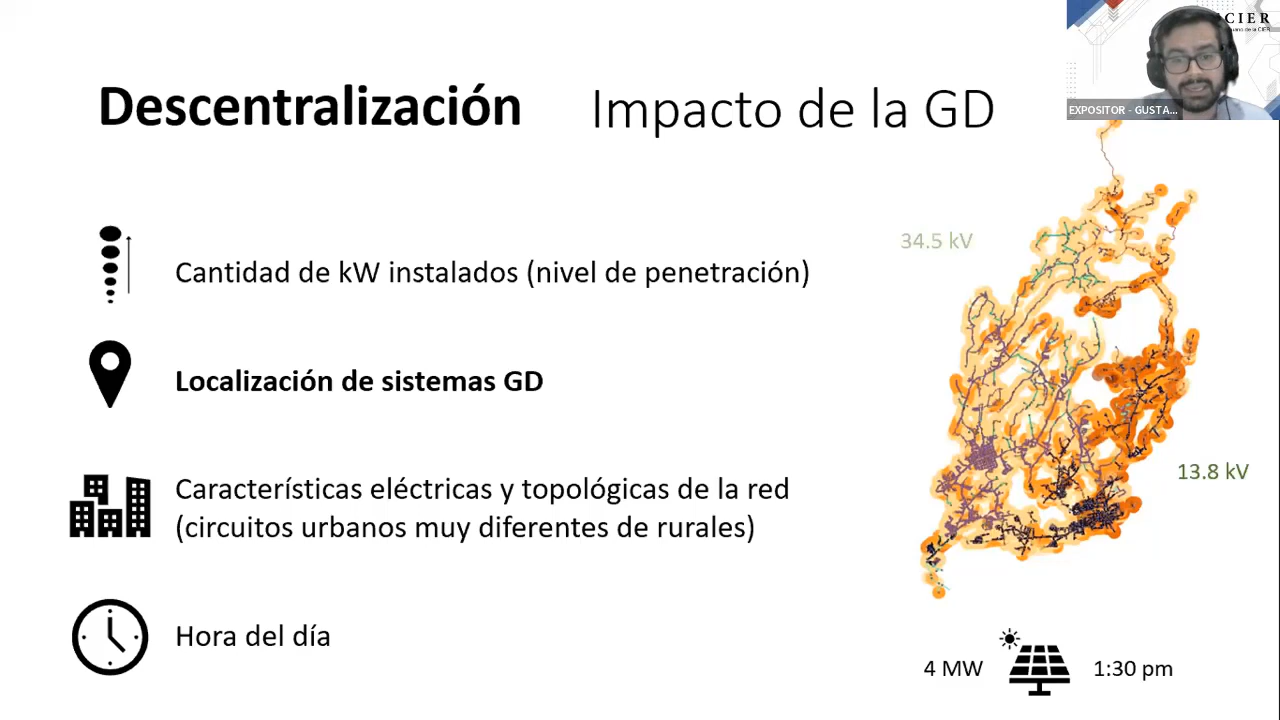 CIER
Descentralización Impacto de la GD
EXPOSITOR - GUSTA...
34.5 kV
Cantidad de kW instalados (nivel de penetración)
Localización de sistemas GD
13.8 kV
Características eléctricas y topológicas de la red
(circuitos urbanos muy diferentes de rurales)
Hora del día
4 MW 1:30 pm